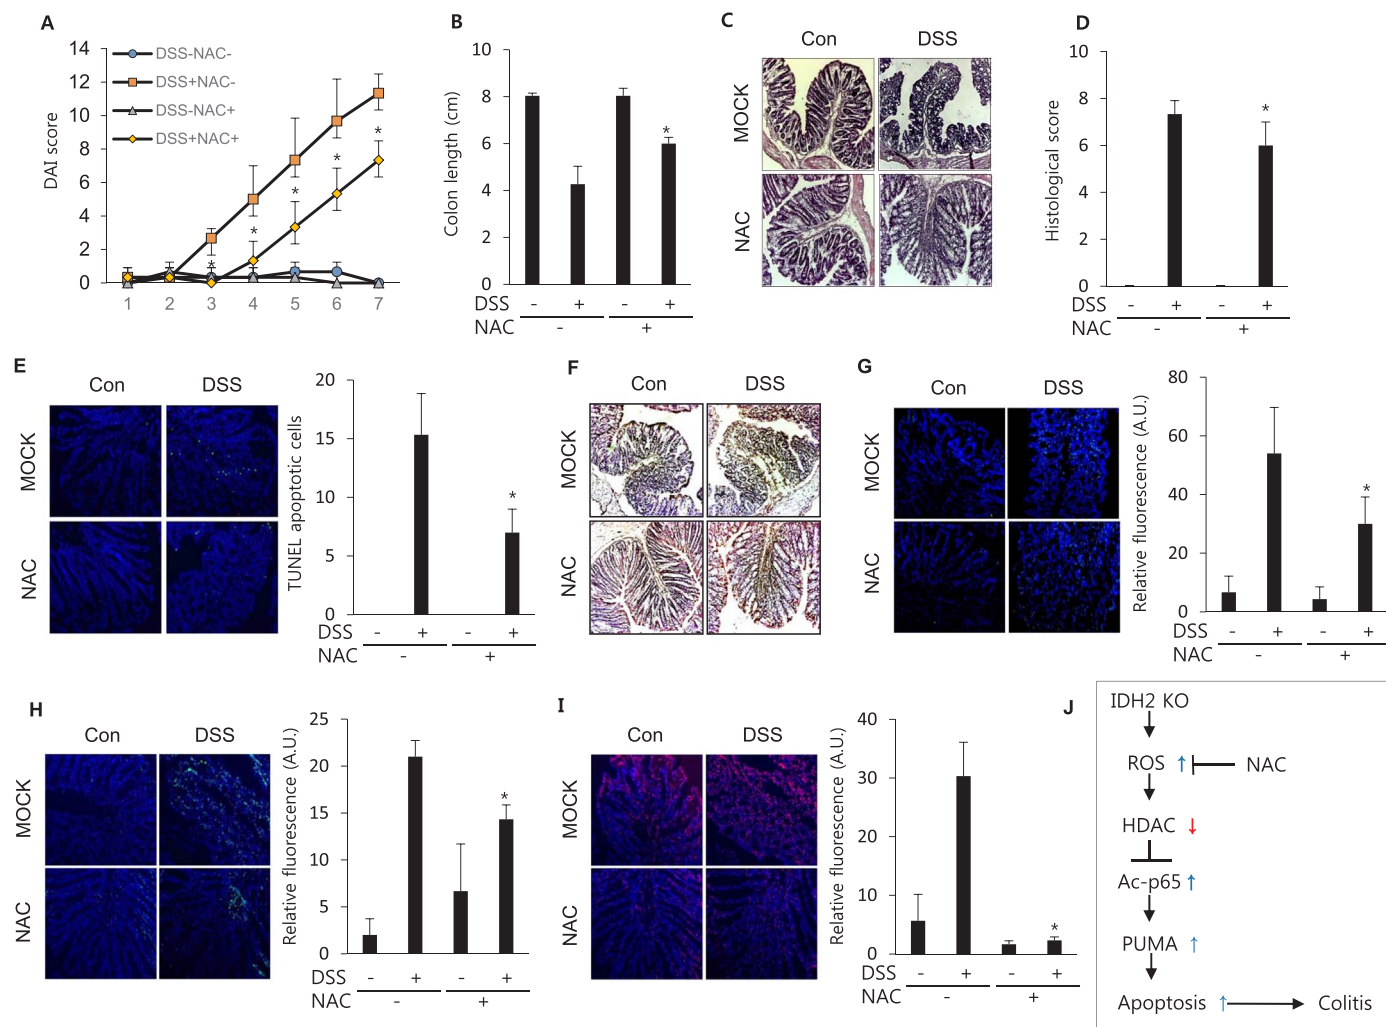 A
DAI score
14
12
10
8
6
4
2
0
DSS-NAC-
DSS+NAC-
DSS-NAC+
DSS+NAC+
* * * * *
1 2 3 4 5 6 7
B
Colon length (cm)
10
8
6
4
2
0
*
DSS - + - +
NAC - +
C
Con DSS
MOCK
NAC
D
Histological score
10
8
6
4
2
0
*
DSS - + - +
NAC - +
E
Con DSS
MOCK
NAC
TUNEL apoptotic cells
20
15
10
5
0
*
DSS - + - +
NAC - +
F
Con DSS
MOCK
NAC
G
Con DSS
MOCK
NAC
Relative fluorescence (A.U.)
80
60
40
20
0
*
DSS - + - +
NAC - +
H
Con DSS
MOCK
NAC
Relative fluorescence (A.U.)
25
20
15
10
5
0
*
DSS - + - +
NAC - +
I
Con DSS
MOCK
NAC
Relative fluorescence (A.U.)
40
30
20
10
0
*
DSS - + - +
NAC - +
J
IDH2 KO
ROS ↑ NAC
HDAC ↓
Ac-p65 ↑
PUMA ↑
Apoptosis ↑ Colitis